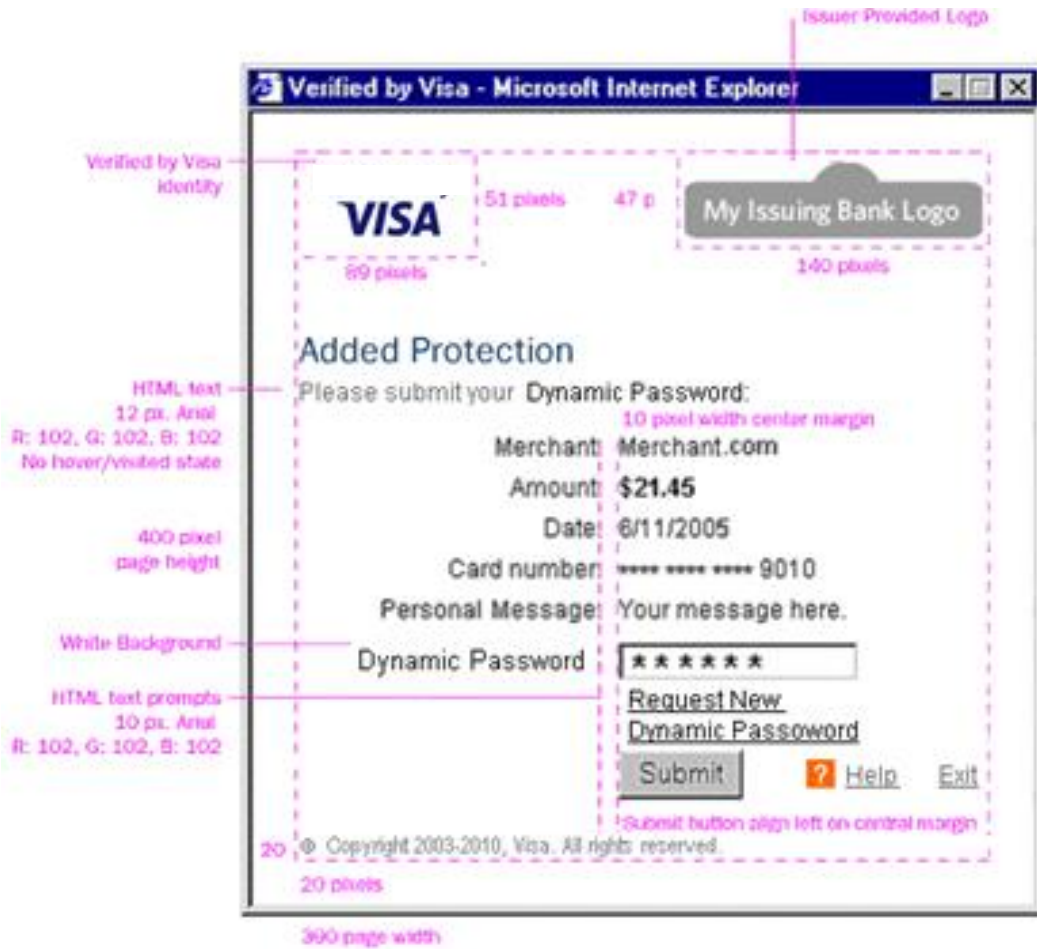 Issuer Provided Logo
Verified by Visa - Microsoft Internet Explorer
Verified by Visa
identity
VISA
51 pixels
47 p
My Issuing Bank Logo
89 pixels
140 pixels
Added Protection
HTML text
12 px. Arial
R: 102, G: 102, B: 102
No hover/visited state
Please submit your Dynamic Password:
10 pixel width center margin
Merchant: Merchant.com
Amount: $21.45
Date: 6/11/2005
400 pixel
page height
Card number: **** **** **** 9010
Personal Message: Your message here.
White Background
Dynamic Password ******
HTML text prompts
10 px. Arial
R: 102, G: 102, B: 102
Request New
Dynamic Passoword
Submit ? Help Exit
Submit button align left on central margin
20
© Copyright 2003-2010, Visa. All rights reserved.
20 pixels
390 page width